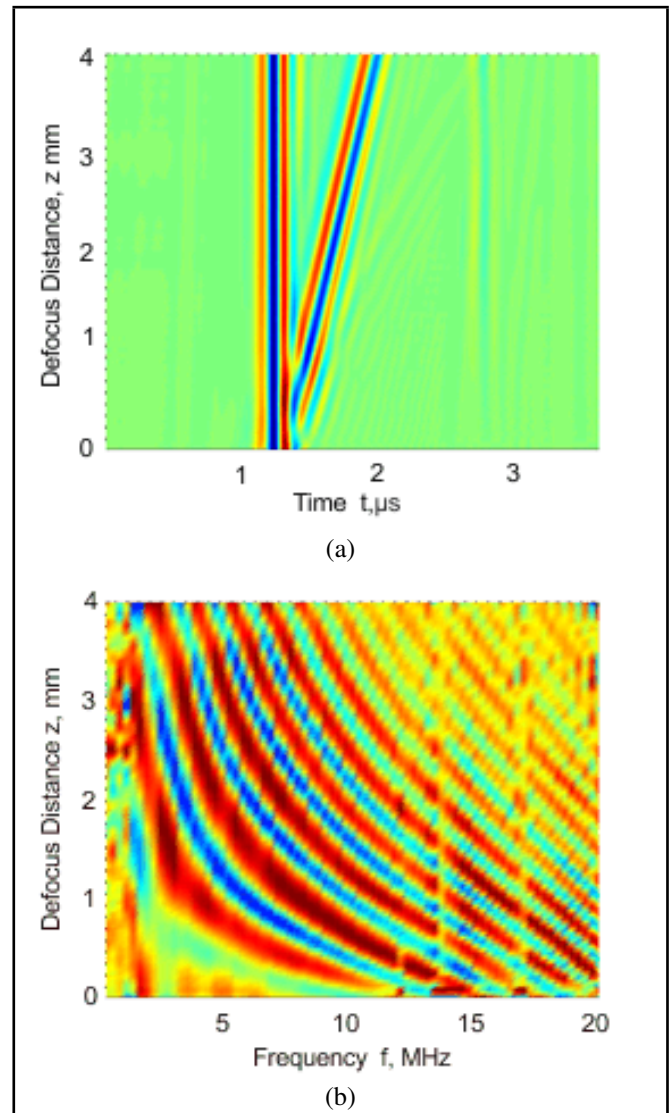 4
3
2
1
0
Defocus Distance, z mm
1 2 3
Time t,µs
(a)
4
3
2
1
0
Defocus Distance z, mm
5 10 15 20
Frequency f, MHz
(b)